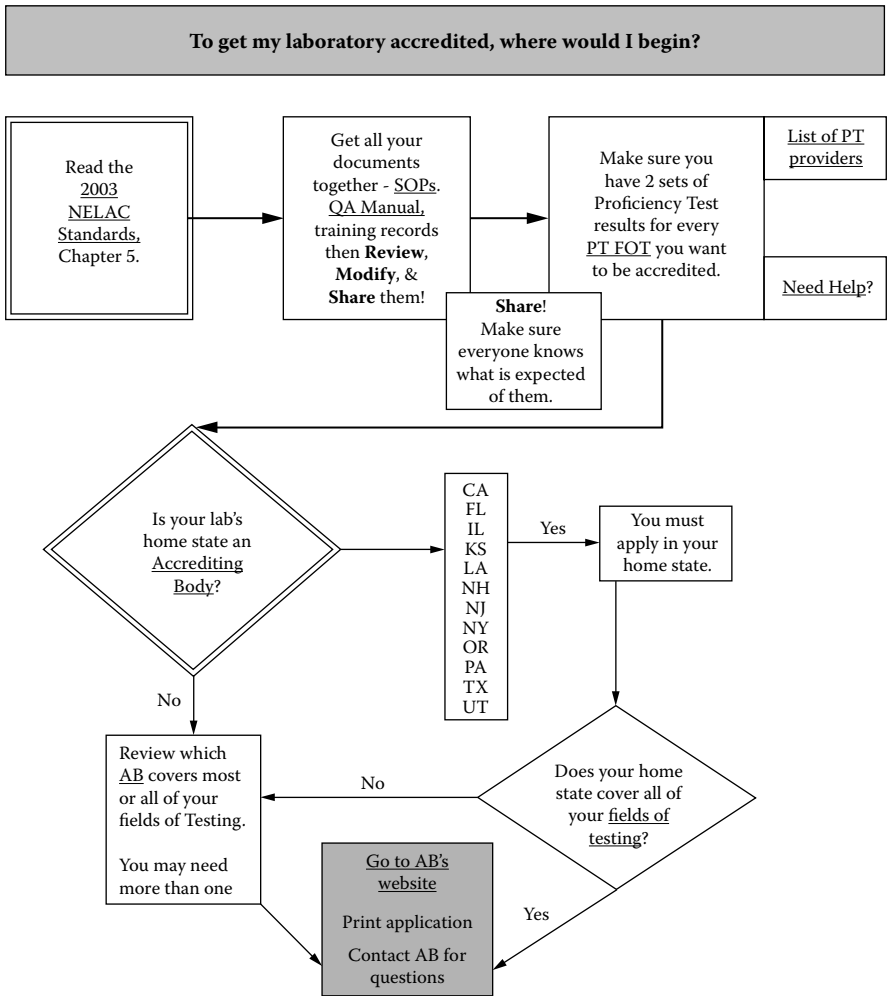 To get my laboratory accredited, where would I begin?
Read the
2003
NELAC
Standards,
Chapter 5.
Get all your
documents
together - SOPs.
QA Manual,
training records
then Review,
Modify, &
Share them!
Share!
Make sure
everyone knows
what is expected
of them.
Make sure you
have 2 sets of
Proficiency Test
results for every
PT FOT you want
to be accredited.
List of PT
providers
Need Help?
Is your lab's
home state an
Accrediting
Body?
CA
FL
IL
KS
LA
NH
NJ
NY
OR
PA
TX
UT
Yes
You must
apply in your
home state.
No
Review which
AB covers most
or all of your
fields of Testing.
You may need
more than one
No
Does your home
state cover all of
your fields of
testing?
Yes
Go to AB's
website
Print application
Contact AB for
questions